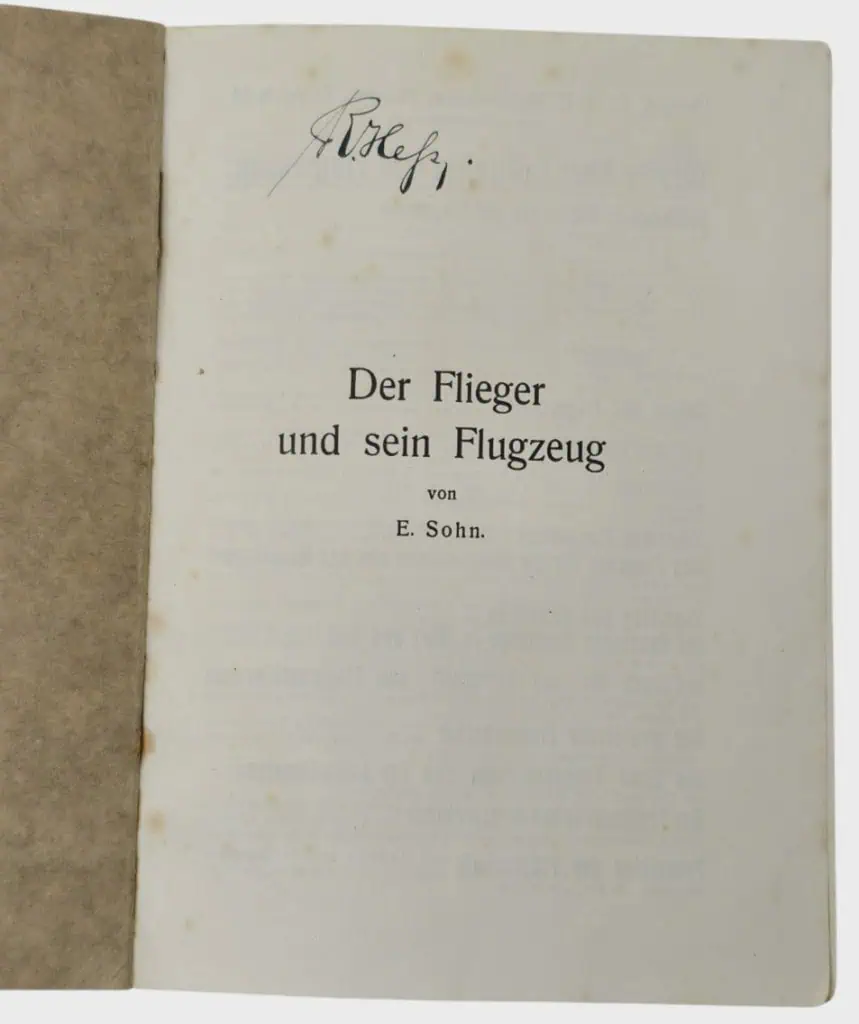 R. Heß, .
Der Flieger
und sein Flugzeug
von
E. Sohn.